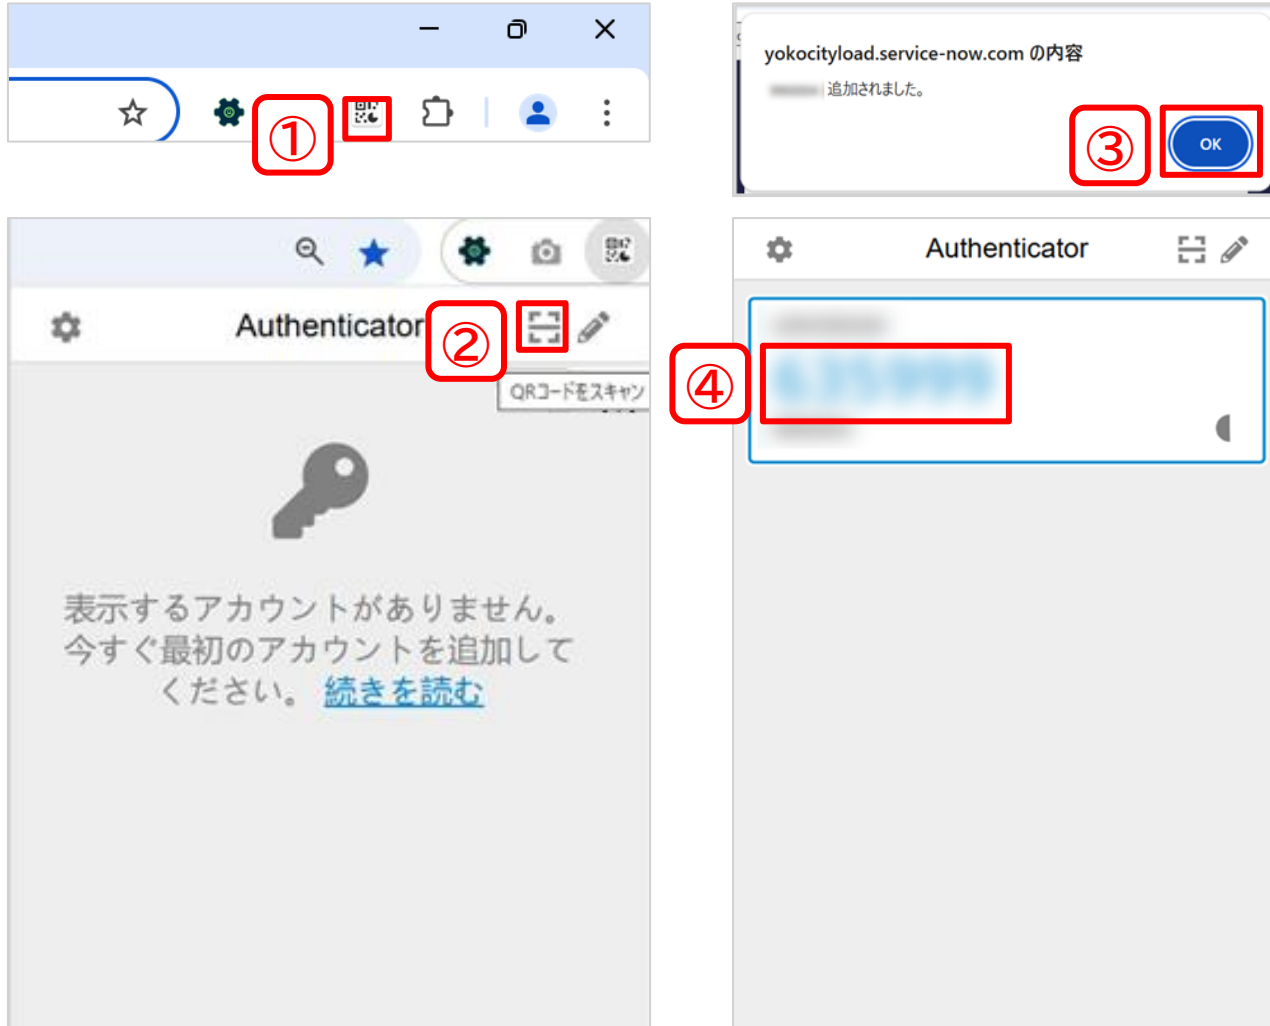 ①
yokocityload.service-now.com の内容
追加されました。
③
OK
Authenticator
②
QRコードをスキャン
表示するアカウントがありません。
今すぐ最初のアカウントを追加して
ください。 続きを読む
Authenticator
④